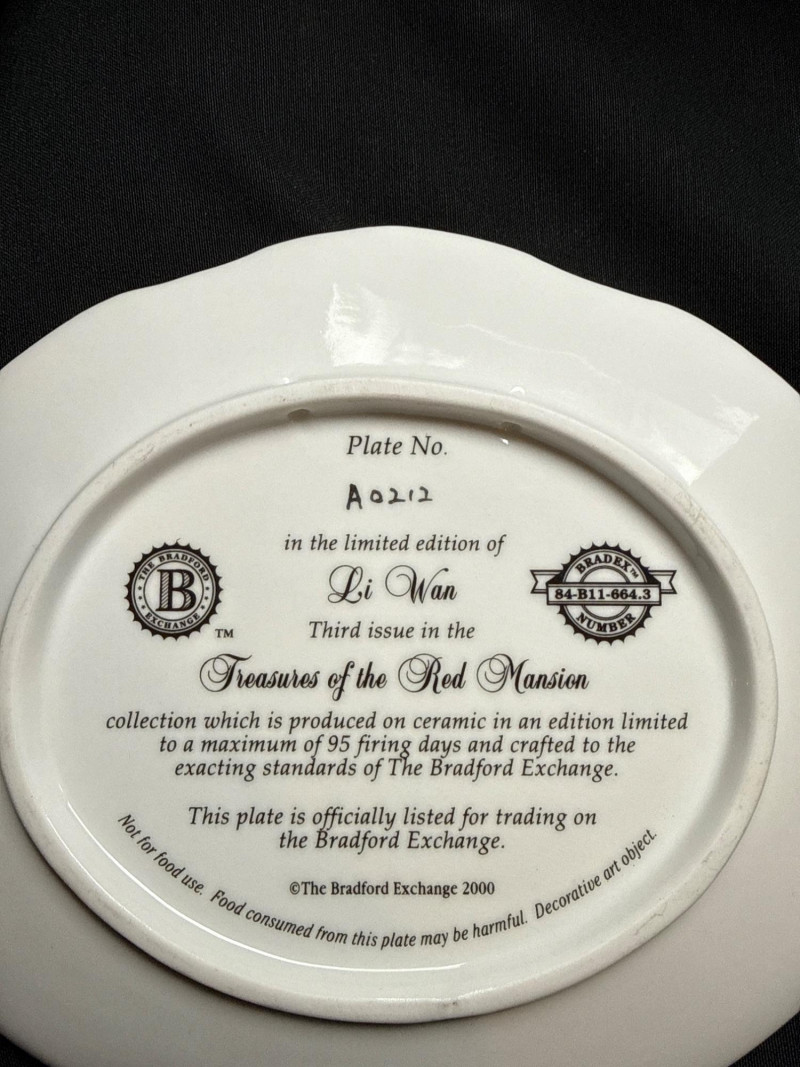 Plate No.
A0212
in the limited edition of
Li Wan
Third issue in the
Treasures of the Red Mansion
collection which is produced on ceramic in an edition limited
to a maximum of 95 firing days and crafted to the
exacting standards of The Bradford Exchange.
This plate is officially listed for trading on
the Bradford Exchange.
©The Bradford Exchange 2000
Not for food use. Food consumed from this plate may be harmful. Decorative art object.
THE BRADFORD
B
EXCHANGE
TM
BRADEX™
84-B11-664.3
NUMBER